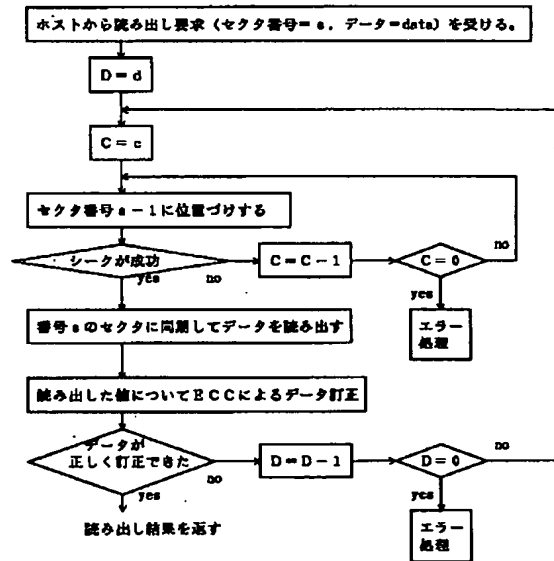 ホストから読み出し要求（セクタ番号＝a．データ＝data）を受ける。
D＝d
C＝c
セクタ番号a－1に位置づけする
シークが成功
yes
no
C＝C－1
C＝0
no
yes
エラー
処理
番号aのセクタに同期してデータを読み出す
読み出した値についてECCによるデータ訂正
データが
正しく訂正できた
yes
no
D＝D－1
D＝0
no
yes
エラー
処理
読み出し結果を返す